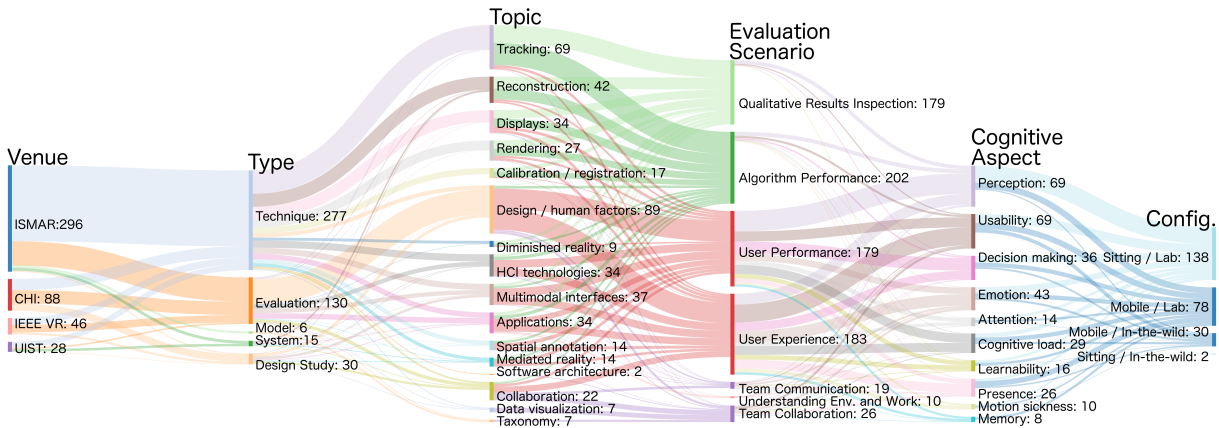 Venue
ISMAR:296
CHI: 88
IEEE VR: 46
UIST: 28
Type
Technique: 277
Evaluation: 130
Model: 6
System:15
Design Study: 30
Topic
Tracking: 69
Reconstruction: 42
Displays: 34
Rendering: 27
Calibration / registration: 17
Design / human factors: 89
Diminished reality: 9
HCI technologies: 34
Multimodal interfaces: 37
Applications: 34
Spatial annotation: 14
Mediated reality: 14
Software architecture: 2
Collaboration: 22
Data visualization: 7
Taxonomy: 7
Evaluation
Scenario
Qualitative Results Inspection: 179
Algorithm Performance: 202
User Performance: 179
User Experience: 183
Team Communication: 19
Understanding Env. and Work: 10
Team Collaboration: 26
Cognitive
Aspect
Perception: 69
Usability: 69
Decision making: 36
Emotion: 43
Attention: 14
Cognitive load: 29
Learnability: 16
Presence: 26
Motion sickness: 10
Memory: 8
Config.
Sitting / Lab: 138
Mobile / Lab: 78
Mobile / In-the-wild: 30
Sitting / In-the-wild: 2